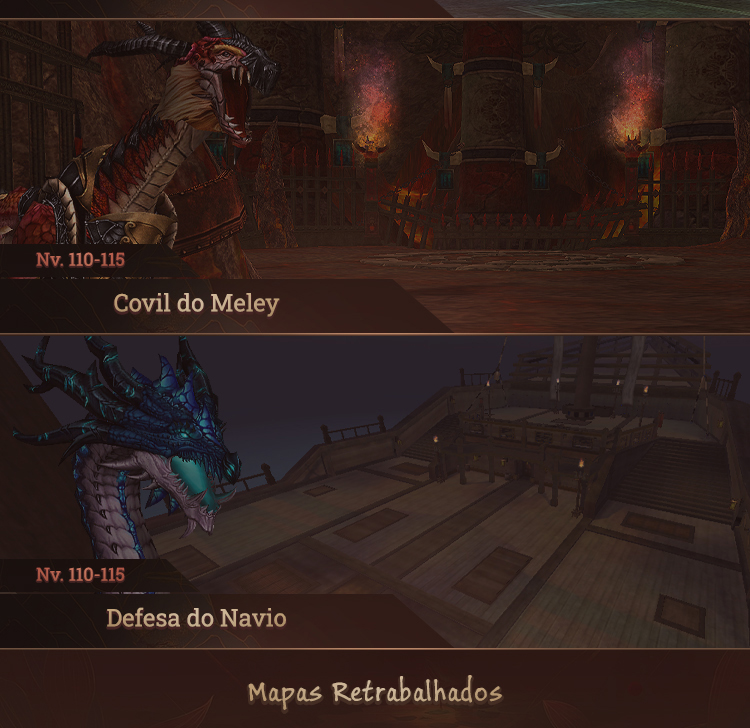 Nv. 110-115
Covil do Meley
Nv. 110-115
Defesa do Navio
Mapas Retrabalhados